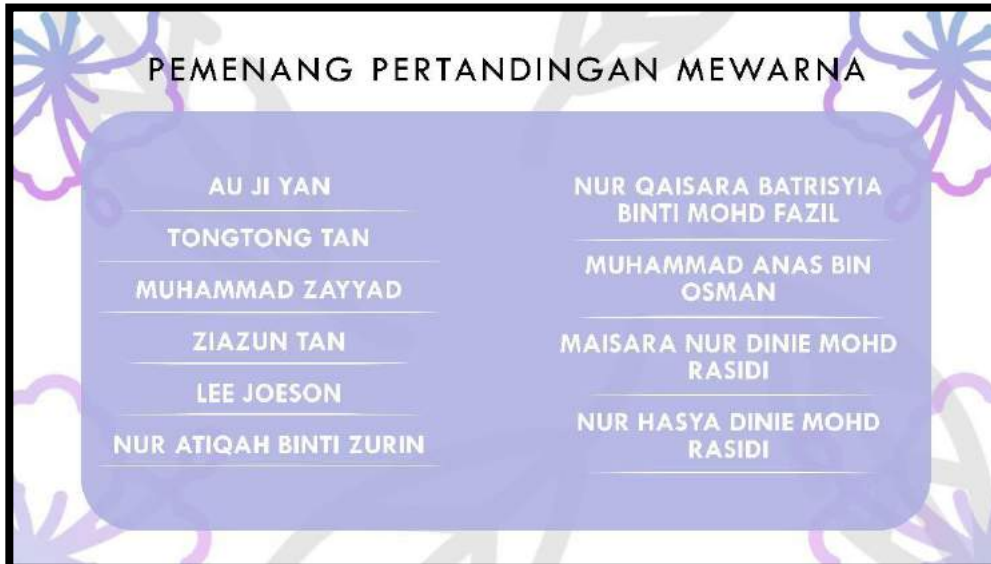 PEMENANG PERTANDINGAN MEWARNA
AU JI YAN
TONGTONG TAN
MUHAMMAD ZAYYAD
ZIAZUN TAN
LEE JOESON
NUR ATIQAH BINTI ZURIN
NUR QAISARA BATRISYIA
BINTI MOHD FAZIL
MUHAMMAD ANAS BIN
OSMAN
MAISARA NUR DINIE MOHD
RASIDI
NUR HASYA DINIE MOHD
RASIDI